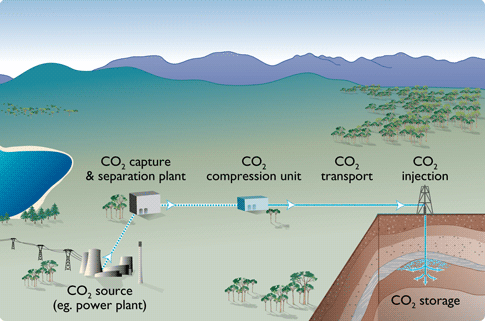 CO₂ capture
& separation plant
CO₂
compression unit
CO₂
transport
CO₂
injection
CO₂ source
(eg. power plant)
CO₂ storage